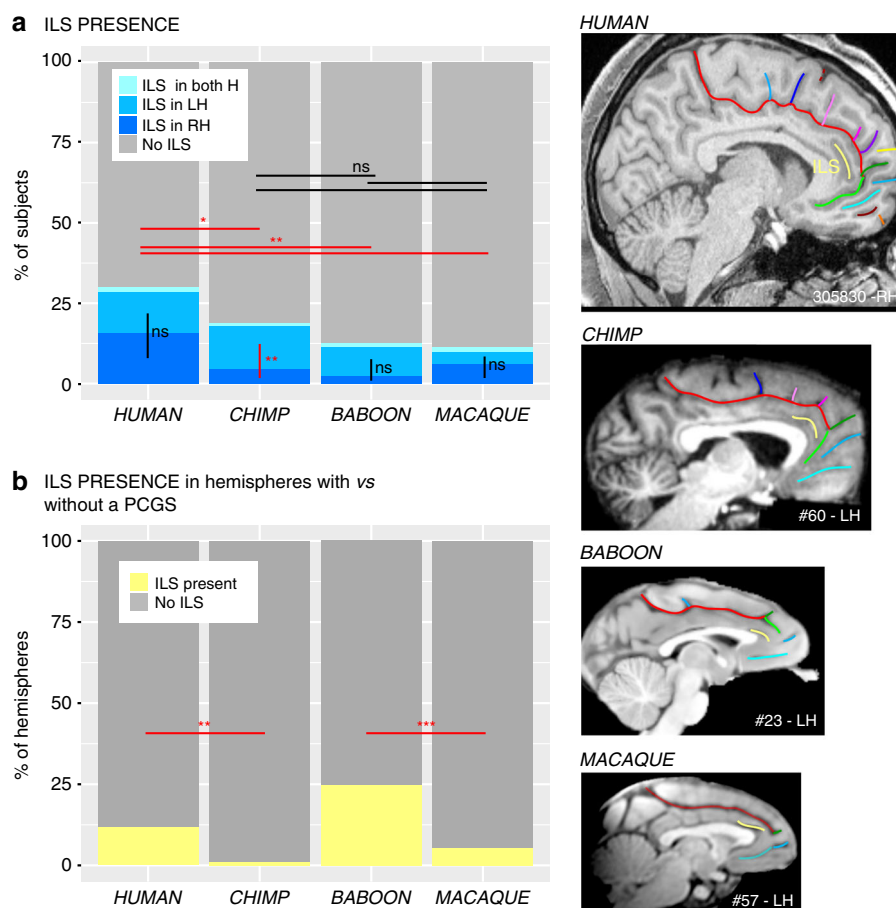 a ILS PRESENCE
% of subjects
100
75
50
25
0
ILS in both H
ILS in LH
ILS in RH
No ILS
ns
*
**
ns
**
ns
ns
HUMAN CHIMP BABOON MACAQUE
b ILS PRESENCE in hemispheres with vs
without a PCGS
% of hemispheres
100
75
50
25
0
ILS present
No ILS
**
***
HUMAN CHIMP BABOON MACAQUE
HUMAN
ILS
305830 -RH
CHIMP
#60 - LH
BABOON
#23 - LH
MACAQUE
#57 - LH